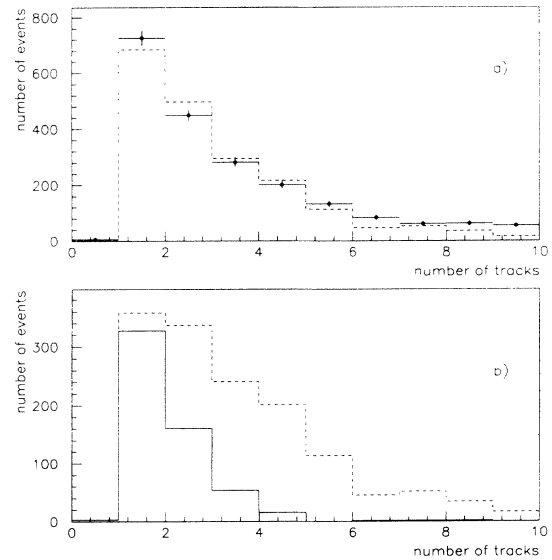 800
600
400
200
0
number of events
a)
0 2 4 6 8 10
number of tracks
300
200
100
0
number of events
b)
0 2 4 6 8 10
number of tracks